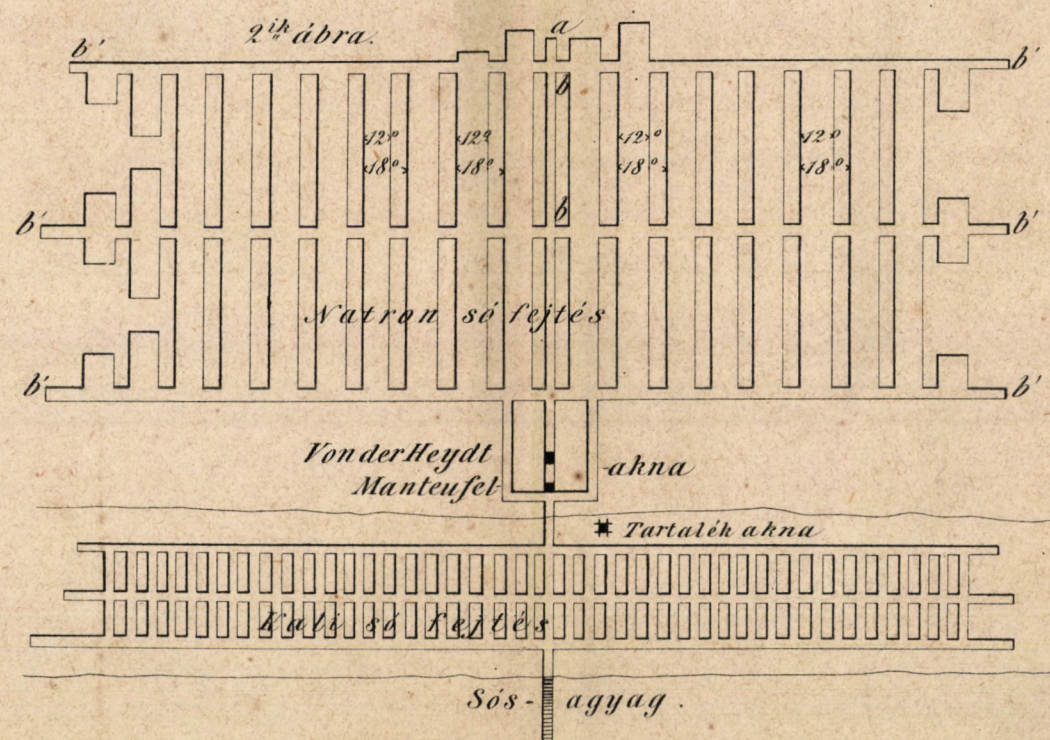 2ik ábra.
a
b' b'
b
12° 12° 12° 12°
18° 18° 18° 18°
b' b b'
Natron só fejtés
b' b'
Von der Heydt
Manteufel -akna
Tartalék akna
Kali só fejtés
Sós- agyag.